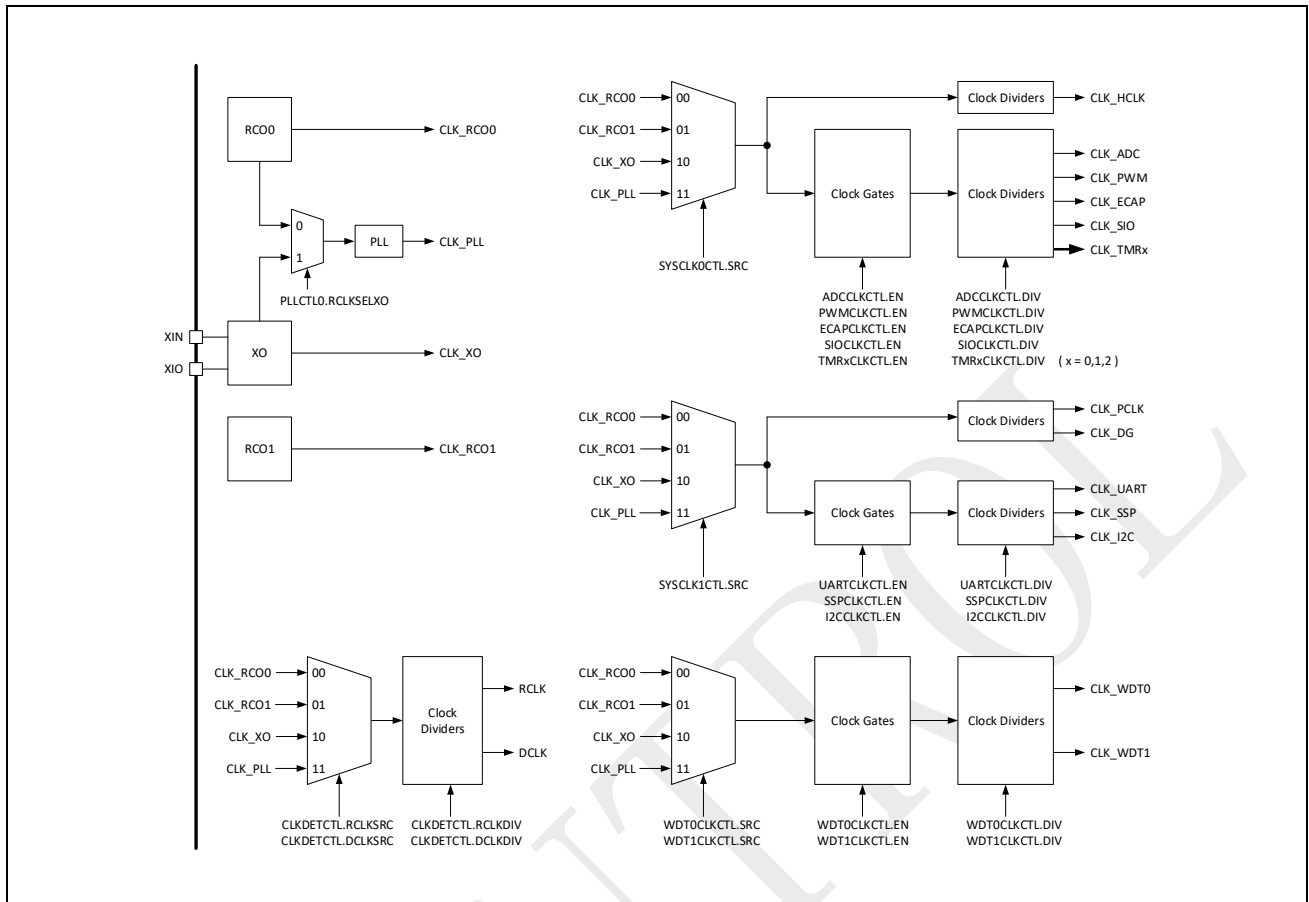 RCO0
CLK_RCO0
0
1
PLL
CLK_PLL
PLLCTL0.RCLKSELXO
XIN
XIO
XO
CLK_XO
RCO1
CLK_RCO1
CLK_RCO0
00
CLK_RCO1
01
CLK_XO
10
CLK_PLL
11
SYSCLK0CTL.SRC
Clock Dividers
CLK_HCLK
Clock Gates
Clock Dividers
CLK_ADC
CLK_PWM
CLK_ECAP
CLK_SIO
CLK_TMRx
ADCCLKCTL.EN
PWMCLKCTL.EN
ECAPCLKCTL.EN
SIOCLKCTL.EN
TMRxCLKCTL.EN
ADCCLKCTL.DIV
PWMCLKCTL.DIV
ECAPCLKCTL.DIV
SIOCLKCTL.DIV
TMRxCLKCTL.DIV ( x = 0,1,2 )
CLK_RCO0
00
CLK_RCO1
01
CLK_XO
10
CLK_PLL
11
SYSCLK1CTL.SRC
Clock Dividers
CLK_PCLK
CLK_DG
Clock Gates
Clock Dividers
CLK_UART
CLK_SSP
CLK_I2C
UARTCLKCTL.EN
SSPCLKCTL.EN
I2CCLKCTL.EN
UARTCLKCTL.DIV
SSPCLKCTL.DIV
I2CCLKCTL.DIV
CLK_RCO0
00
CLK_RCO1
01
CLK_XO
10
CLK_PLL
11
Clock
Dividers
RCLK
DCLK
CLKDETCTL.RCLKSRC
CLKDETCTL.DCLKSRC
CLKDETCTL.RCLKDIV
CLKDETCTL.DCLKDIV
CLK_RCO0
00
CLK_RCO1
01
CLK_XO
10
CLK_PLL
11
Clock Gates
Clock Dividers
CLK_WDT0
CLK_WDT1
WDT0CLKCTL.SRC
WDT1CLKCTL.SRC
WDT0CLKCTL.EN
WDT1CLKCTL.EN
WDT0CLKCTL.DIV
WDT1CLKCTL.DIV
NTROL